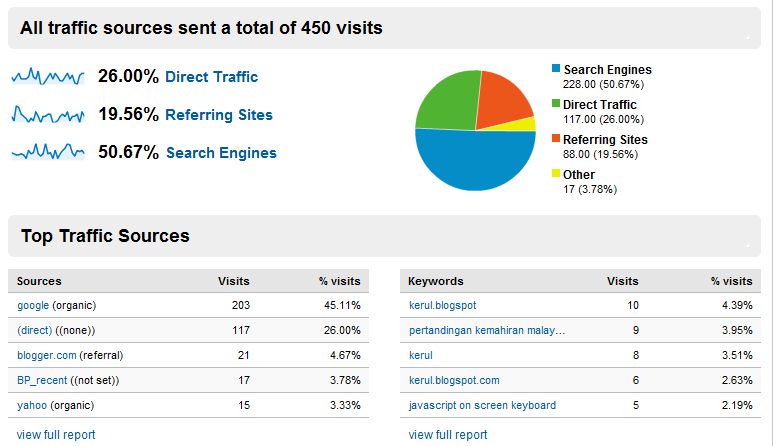 All traffic sources sent a total of 450 visits
26.00% Direct Traffic
19.56% Referring Sites
50.67% Search Engines
Search Engines
228.00 (50.67%)
Direct Traffic
117.00 (26.00%)
Referring Sites
88.00 (19.56%)
Other
17 (3.78%)
Top Traffic Sources
Sources Visits % visits
google (organic) 203 45.11%
(direct) ((none)) 117 26.00%
blogger.com (referral) 21 4.67%
BP_recent ((not set)) 17 3.78%
yahoo (organic) 15 3.33%
view full report
Keywords Visits % visits
kerul.blogspot 10 4.39%
pertandingan kemahiran malay... 9 3.95%
kerul 8 3.51%
kerul.blogspot.com 6 2.63%
javascript on screen keyboard 5 2.19%
view full report